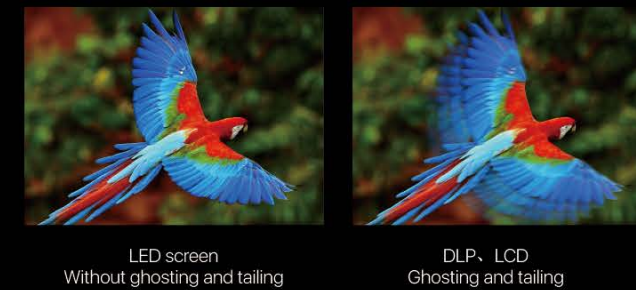 LED screen
Without ghosting and tailing
DLP、LCD
Ghosting and tailing